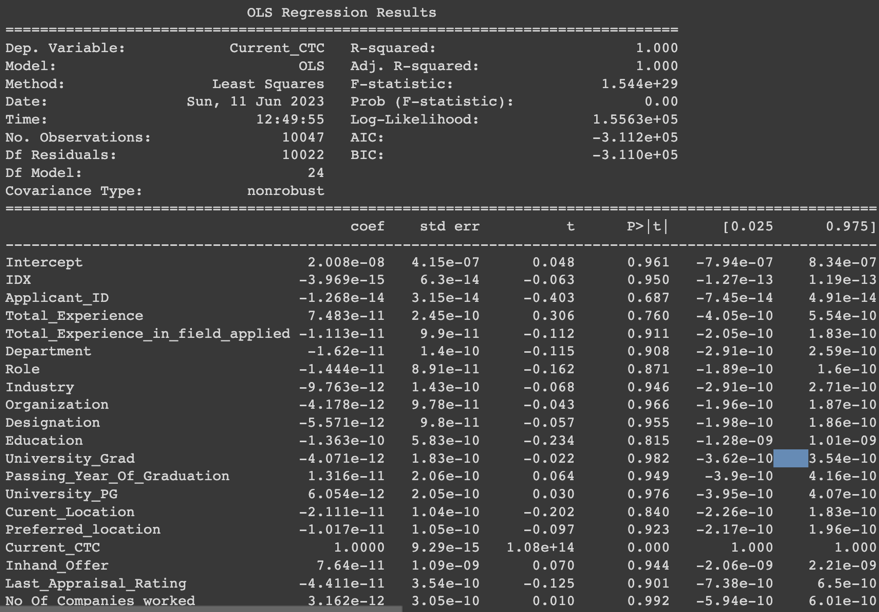 OLS Regression Results
==============================================================================
Dep. Variable: Current_CTC R-squared: 1.000
Model: OLS Adj. R-squared: 1.000
Method: Least Squares F-statistic: 1.544e+29
Date: Sun, 11 Jun 2023 Prob (F-statistic): 0.00
Time: 12:49:55 Log-Likelihood: 1.5563e+05
No. Observations: 10047 AIC: -3.112e+05
Df Residuals: 10022 BIC: -3.110e+05
Df Model: 24
Covariance Type: nonrobust
==============================================================================
coef std err t P>|t| [0.025 0.975]
------------------------------------------------------------------------------
Intercept 2.008e-08 4.15e-07 0.048 0.961 -7.94e-07 8.34e-07
IDX -3.969e-15 6.3e-14 -0.063 0.950 -1.27e-13 1.19e-13
Applicant_ID -1.268e-14 3.15e-14 -0.403 0.687 -7.45e-14 4.91e-14
Total_Experience 7.483e-11 2.45e-10 0.306 0.760 -4.05e-10 5.54e-10
Total_Experience_in_field_applied -1.113e-11 9.9e-11 -0.112 0.911 -2.05e-10 1.83e-10
Department -1.62e-11 1.4e-10 -0.115 0.908 -2.91e-10 2.59e-10
Role -1.444e-11 8.91e-11 -0.162 0.871 -1.89e-10 1.6e-10
Industry -9.763e-12 1.43e-10 -0.068 0.946 -2.91e-10 2.71e-10
Organization -4.178e-12 9.78e-11 -0.043 0.966 -1.96e-10 1.87e-10
Designation -5.571e-12 9.8e-11 -0.057 0.955 -1.98e-10 1.86e-10
Education -1.363e-10 5.83e-10 -0.234 0.815 -1.28e-09 1.01e-09
University_Grad -4.071e-12 1.83e-10 -0.022 0.982 -3.62e-10 3.54e-10
Passing_Year_Of_Graduation 1.316e-11 2.06e-10 0.064 0.949 -3.9e-10 4.16e-10
University_PG 6.054e-12 2.05e-10 0.030 0.976 -3.95e-10 4.07e-10
Curent_Location -2.111e-11 1.04e-10 -0.202 0.840 -2.26e-10 1.83e-10
Preferred_location -1.017e-11 1.05e-10 -0.097 0.923 -2.17e-10 1.96e-10
Current_CTC 1.0000 9.29e-15 1.08e+14 0.000 1.000 1.000
Inhand_Offer 7.64e-11 1.09e-09 0.070 0.944 -2.06e-09 2.21e-09
Last_Appraisal_Rating -4.411e-11 3.54e-10 -0.125 0.901 -7.38e-10 6.5e-10
No_Of_Companies_worked 3.162e-12 3.05e-10 0.010 0.992 -5.94e-10 6.01e-10